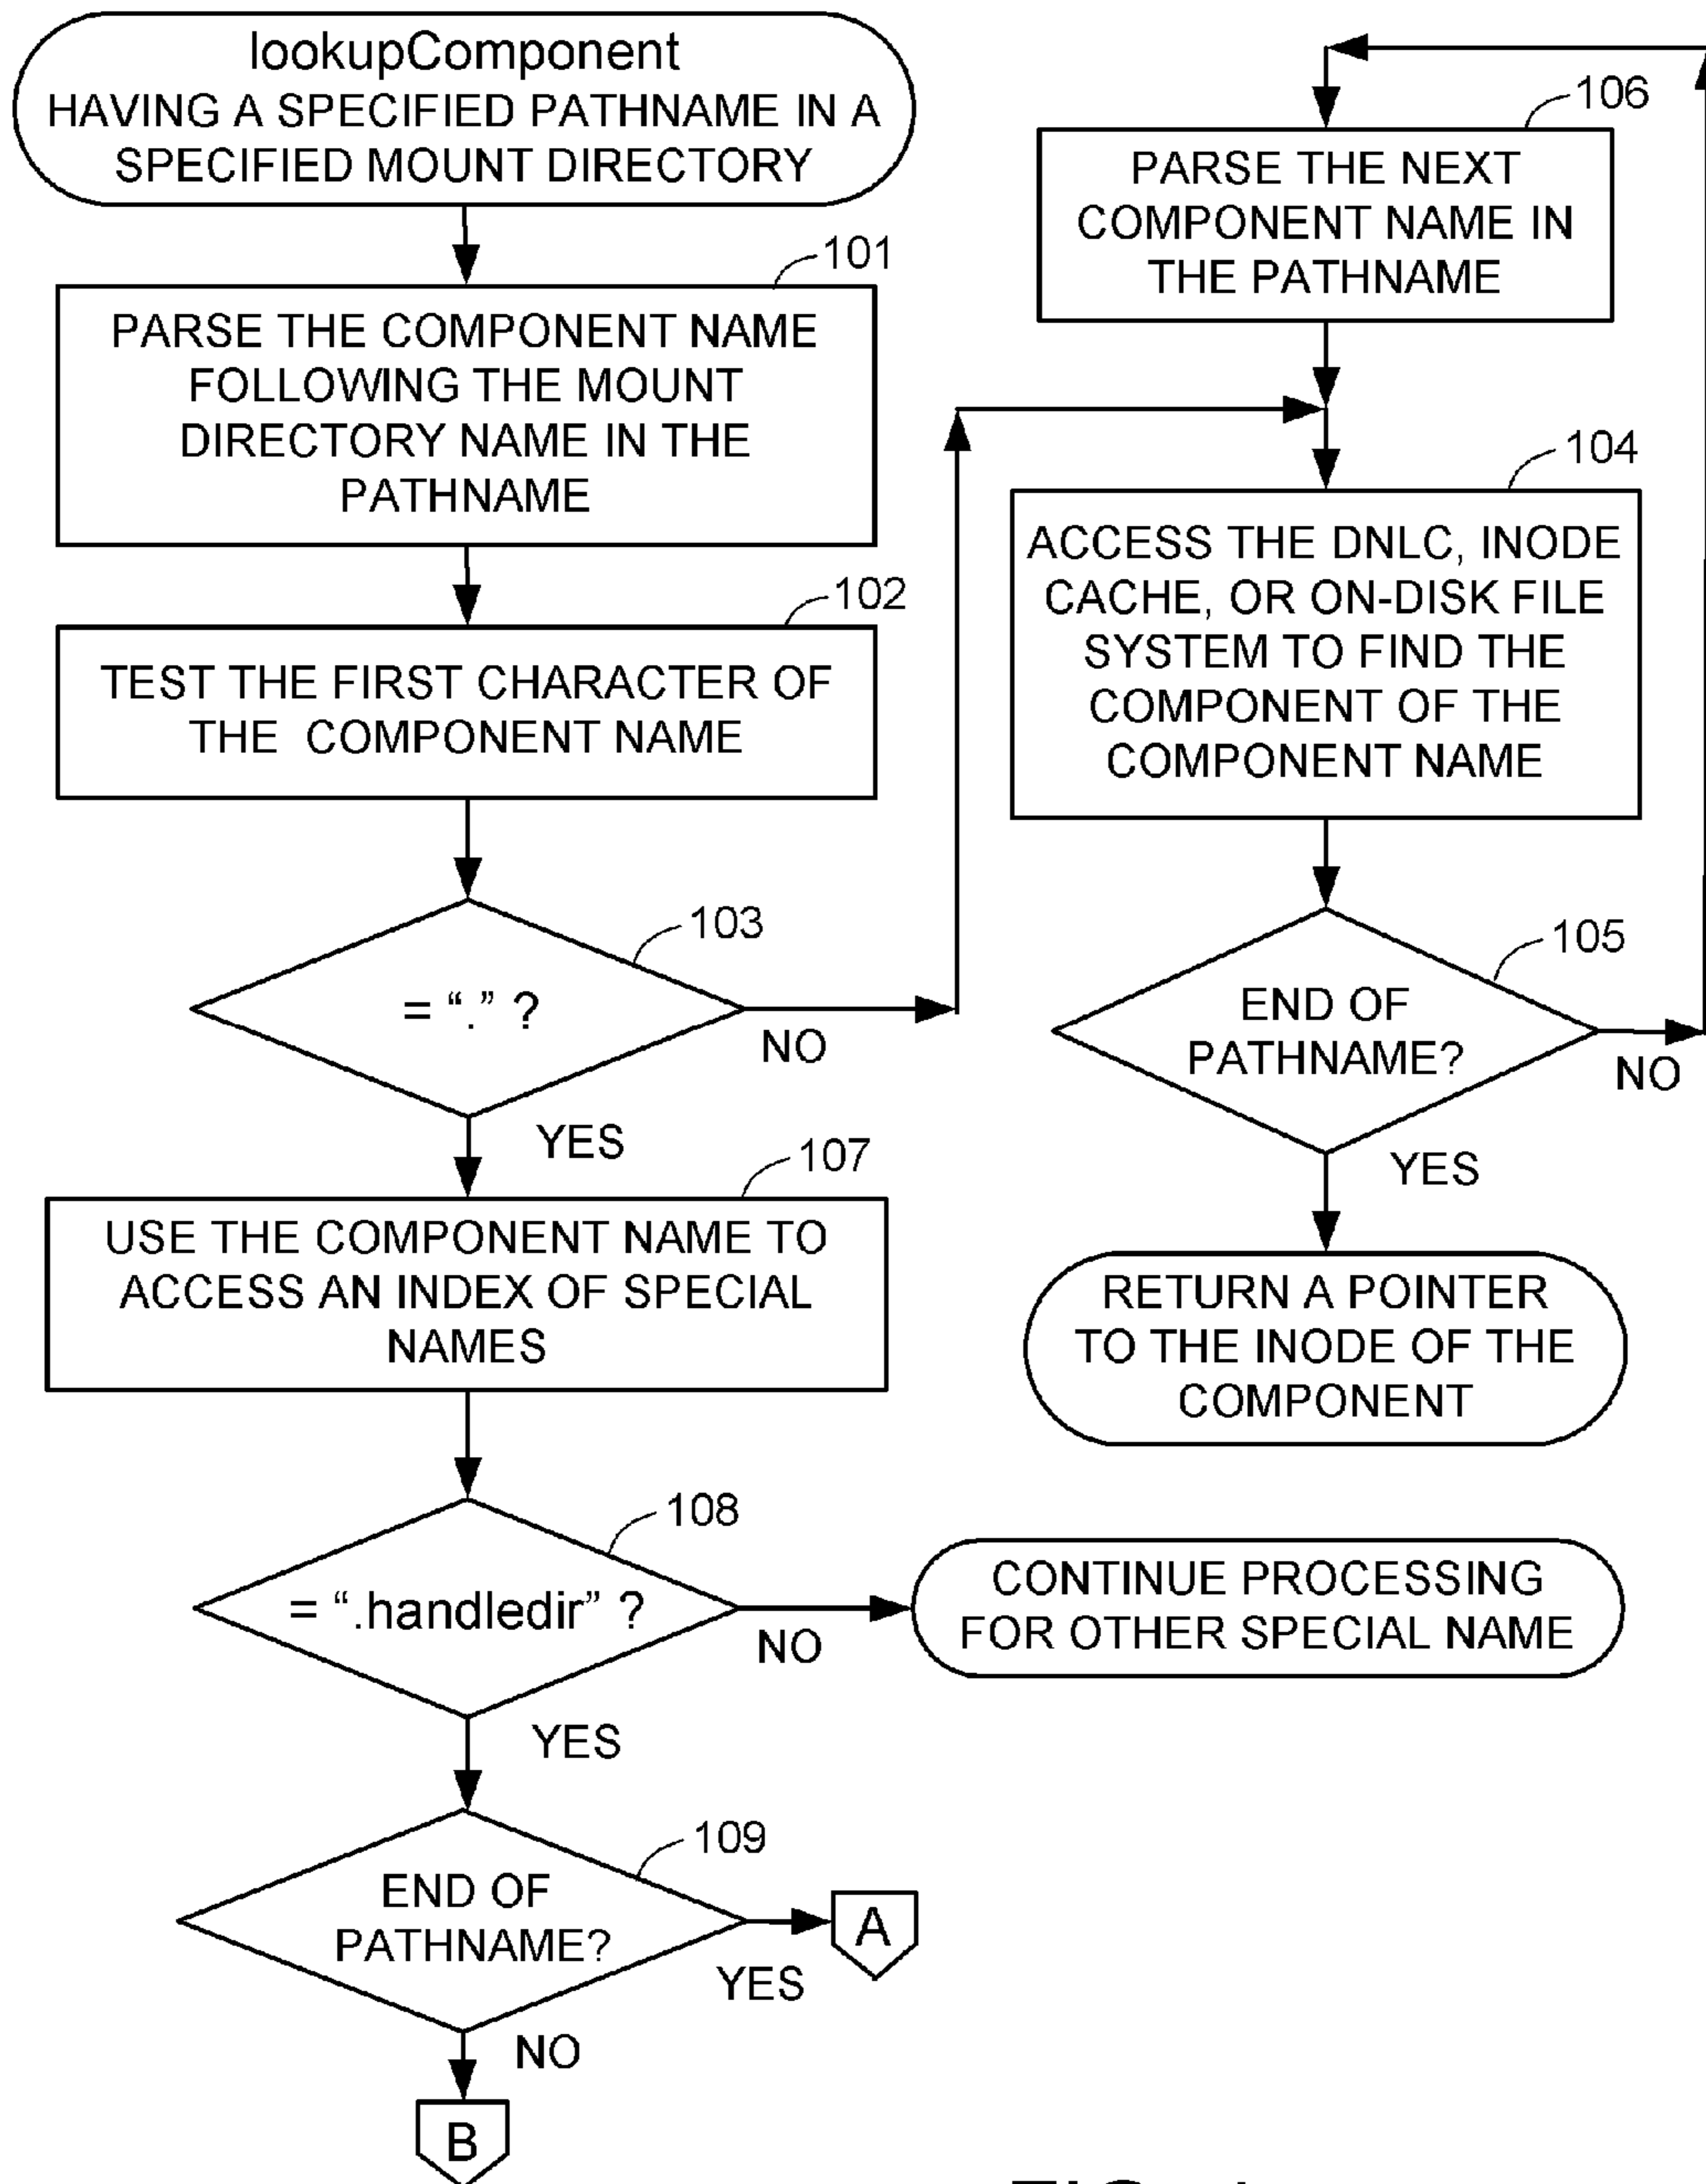 lookupComponent
HAVING A SPECIFIED PATHNAME IN A
SPECIFIED MOUNT DIRECTORY
101
PARSE THE COMPONENT NAME
FOLLOWING THE MOUNT
DIRECTORY NAME IN THE
PATHNAME
102
TEST THE FIRST CHARACTER OF
THE COMPONENT NAME
103
= “.” ?
NO
YES
107
USE THE COMPONENT NAME TO
ACCESS AN INDEX OF SPECIAL
NAMES
108
= “.handledir” ?
NO
CONTINUE PROCESSING
FOR OTHER SPECIAL NAME
YES
109
END OF
PATHNAME?
YES
A
NO
B
106
PARSE THE NEXT
COMPONENT NAME IN
THE PATHNAME
104
ACCESS THE DNLC, INODE
CACHE, OR ON-DISK FILE
SYSTEM TO FIND THE
COMPONENT OF THE
COMPONENT NAME
105
END OF
PATHNAME?
NO
YES
RETURN A POINTER
TO THE INODE OF THE
COMPONENT